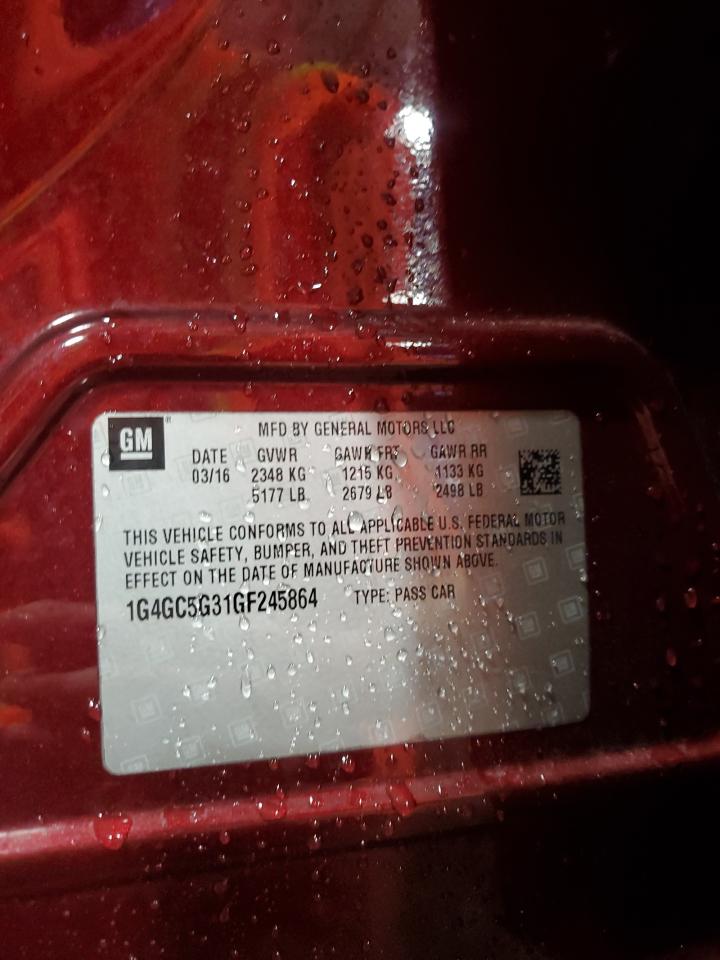 GM
MFD BY GENERAL MOTORS LLC
DATE GVWR GAWR FRT GAWR RR
03/16 2348 KG 1215 KG 1133 KG
5177 LB 2679 LB 2498 LB
THIS VEHICLE CONFORMS TO ALL APPLICABLE U.S. FEDERAL MOTOR
VEHICLE SAFETY, BUMPER, AND THEFT PREVENTION STANDARDS IN
EFFECT ON THE DATE OF MANUFACTURE SHOWN ABOVE.
1G4GC5G31GF245864 TYPE: PASS CAR